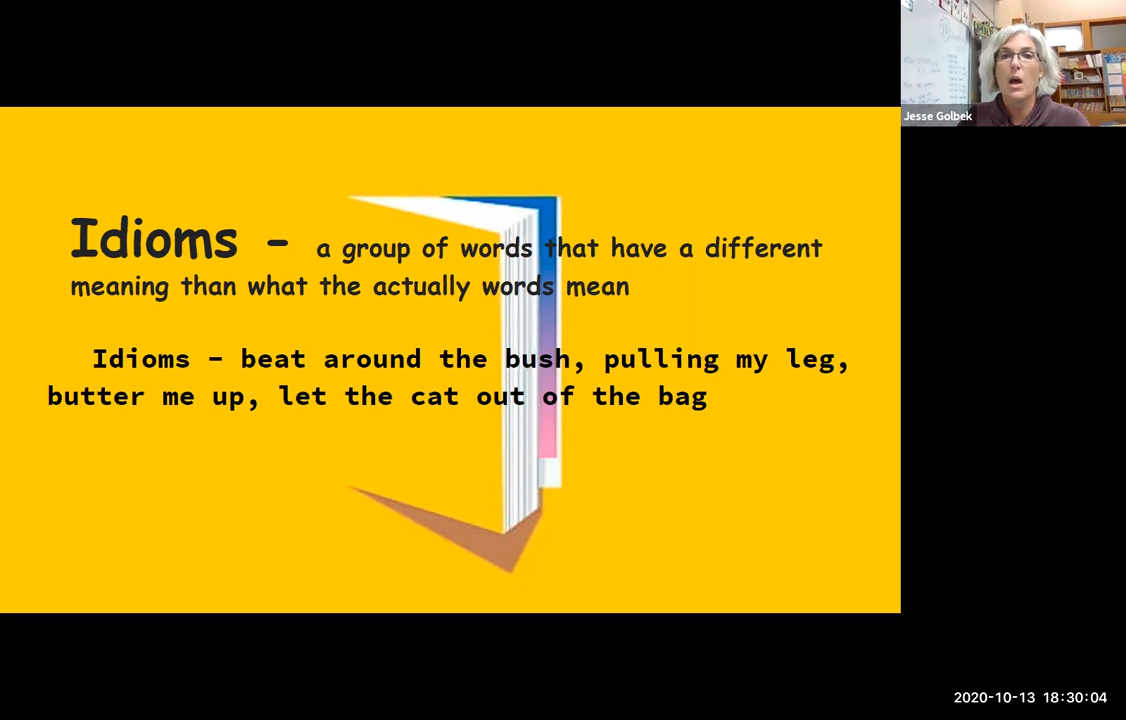 Jesse Golbek
Idioms - a group of words that have a different
meaning than what the actually words mean
Idioms – beat around the bush, pulling my leg,
butter me up, let the cat out of the bag
2020-10-13 18:30:04